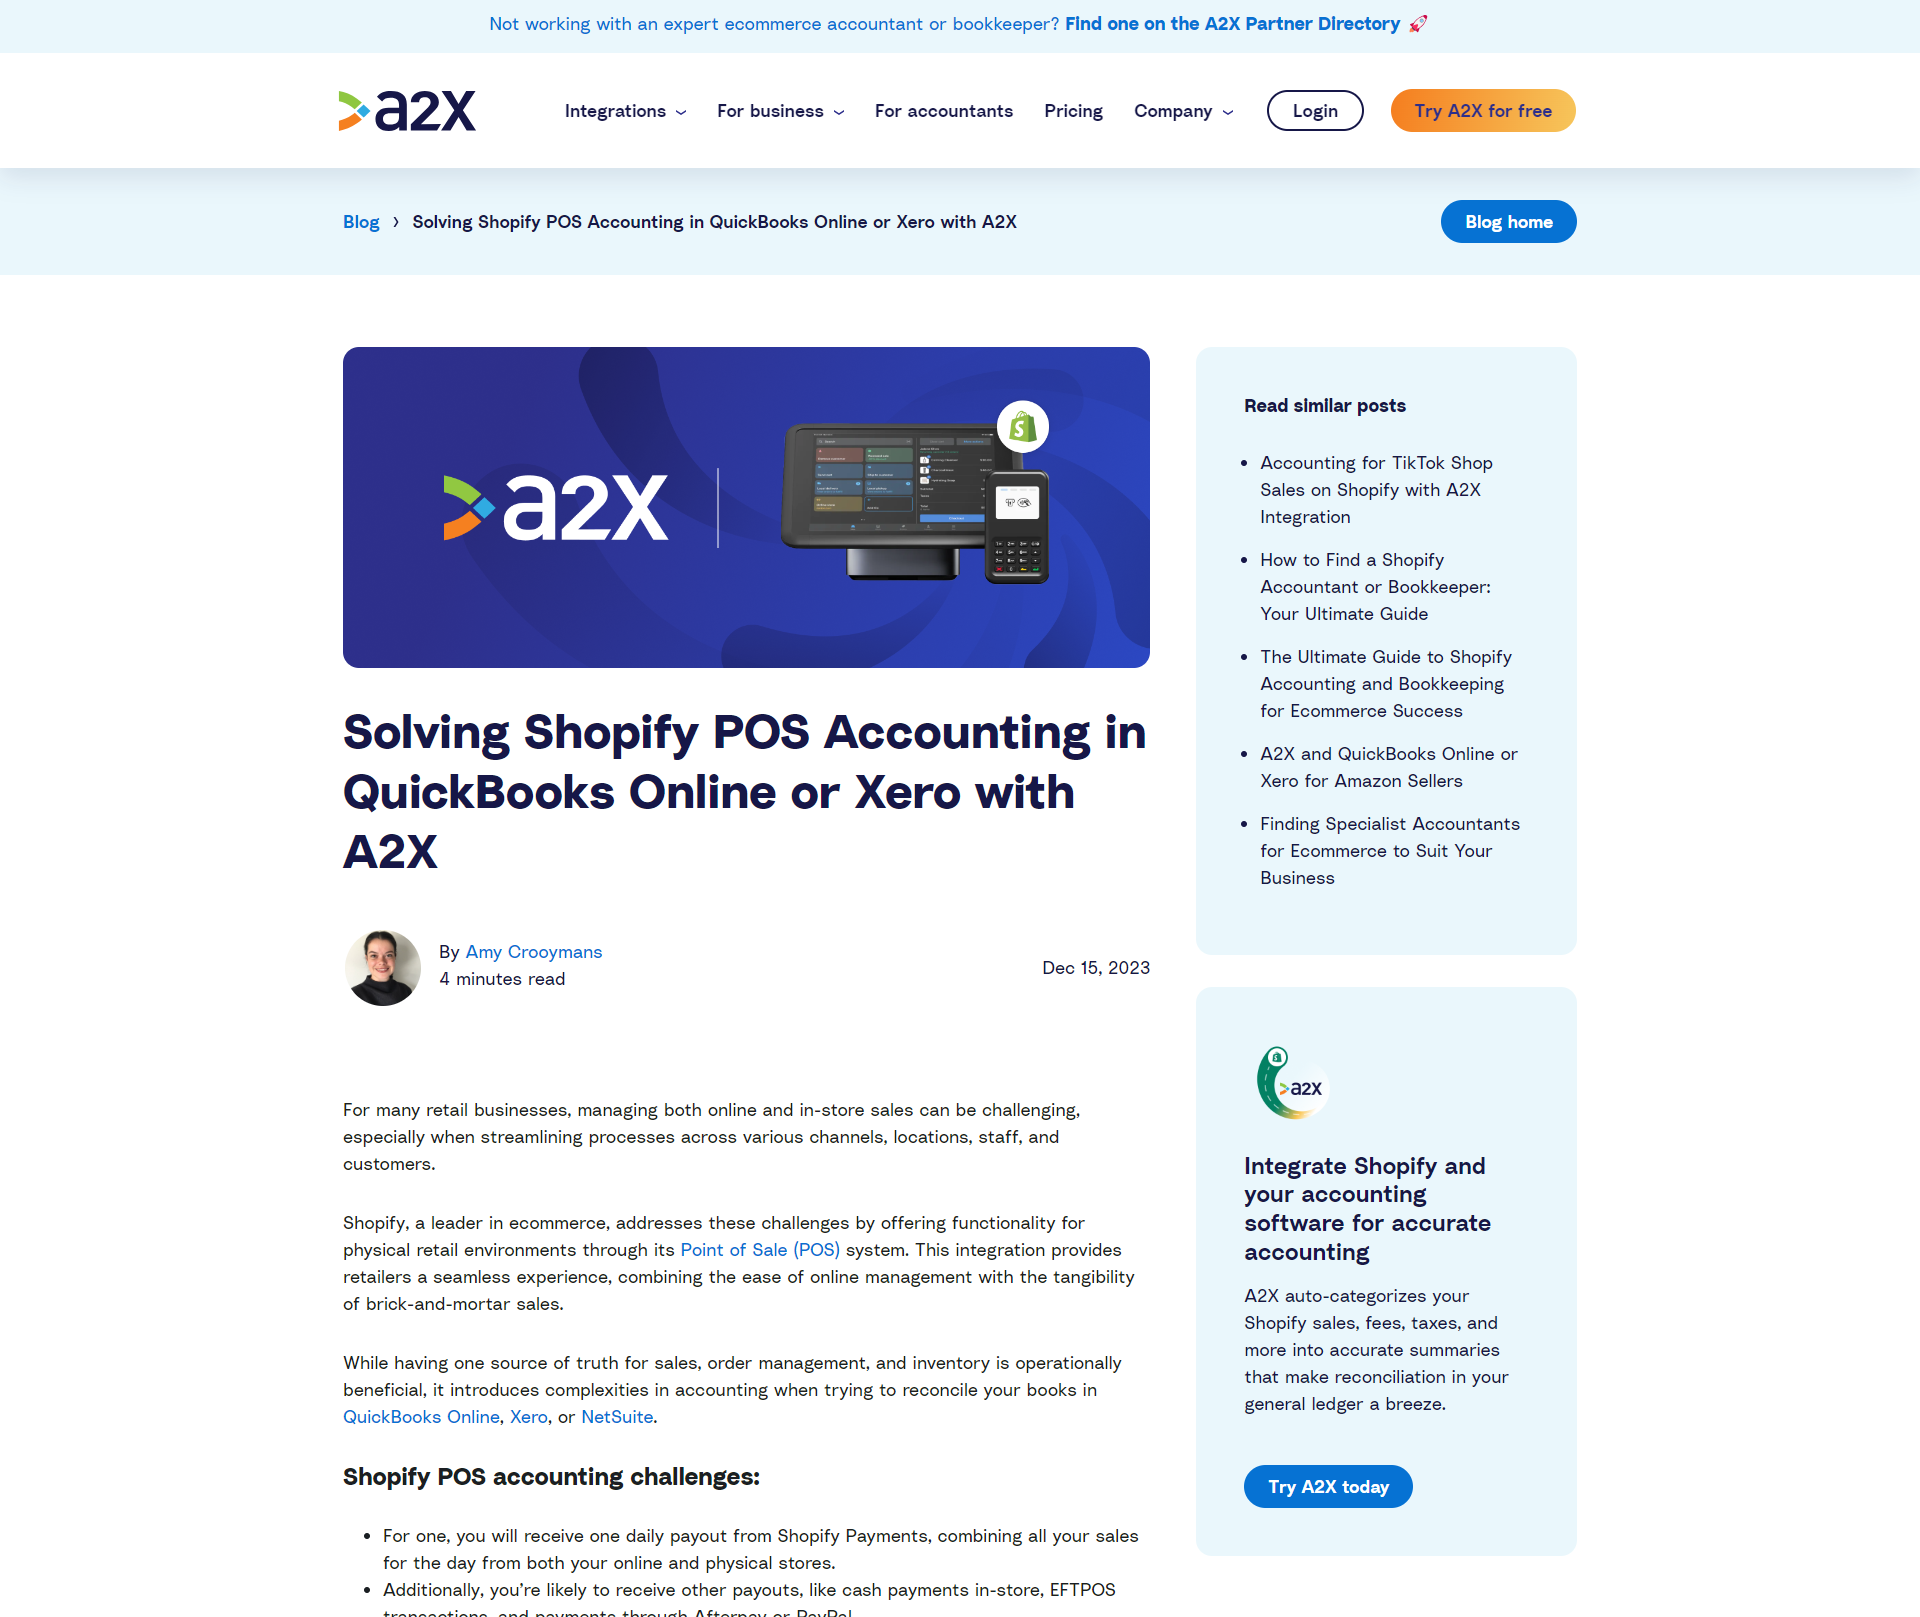 Not working with an expert ecommerce accountant or bookkeeper? Find one on the A2X Partner Directory 🚀
a2x
Integrations
For business
For accountants
Pricing
Company
Login
Try A2X for free
Blog › Solving Shopify POS Accounting in QuickBooks Online or Xero with A2X
Blog home
a2x
Solving Shopify POS Accounting in
QuickBooks Online or Xero with
A2X
By Amy Crooymans
4 minutes read
Dec 15, 2023
For many retail businesses, managing both online and in-store sales can be challenging,
especially when streamlining processes across various channels, locations, staff, and
customers.
Shopify, a leader in ecommerce, addresses these challenges by offering functionality for
physical retail environments through its Point of Sale (POS) system. This integration provides
retailers a seamless experience, combining the ease of online management with the tangibility
of brick-and-mortar sales.
While having one source of truth for sales, order management, and inventory is operationally
beneficial, it introduces complexities in accounting when trying to reconcile your books in
QuickBooks Online, Xero, or NetSuite.
Shopify POS accounting challenges:
• For one, you will receive one daily payout from Shopify Payments, combining all your sales
for the day from both your online and physical stores.
• Additionally, you’re likely to receive other payouts, like cash payments in-store, EFTPOS
transactions, and payments through Afterpay or PayPal
Read similar posts
• Accounting for TikTok Shop
Sales on Shopify with A2X
Integration
• How to Find a Shopify
Accountant or Bookkeeper:
Your Ultimate Guide
• The Ultimate Guide to Shopify
Accounting and Bookkeeping
for Ecommerce Success
• A2X and QuickBooks Online or
Xero for Amazon Sellers
• Finding Specialist Accountants
for Ecommerce to Suit Your
Business
a2x
Integrate Shopify and
your accounting
software for accurate
accounting
A2X auto-categorizes your
Shopify sales, fees, taxes, and
more into accurate summaries
that make reconciliation in your
general ledger a breeze.
Try A2X today